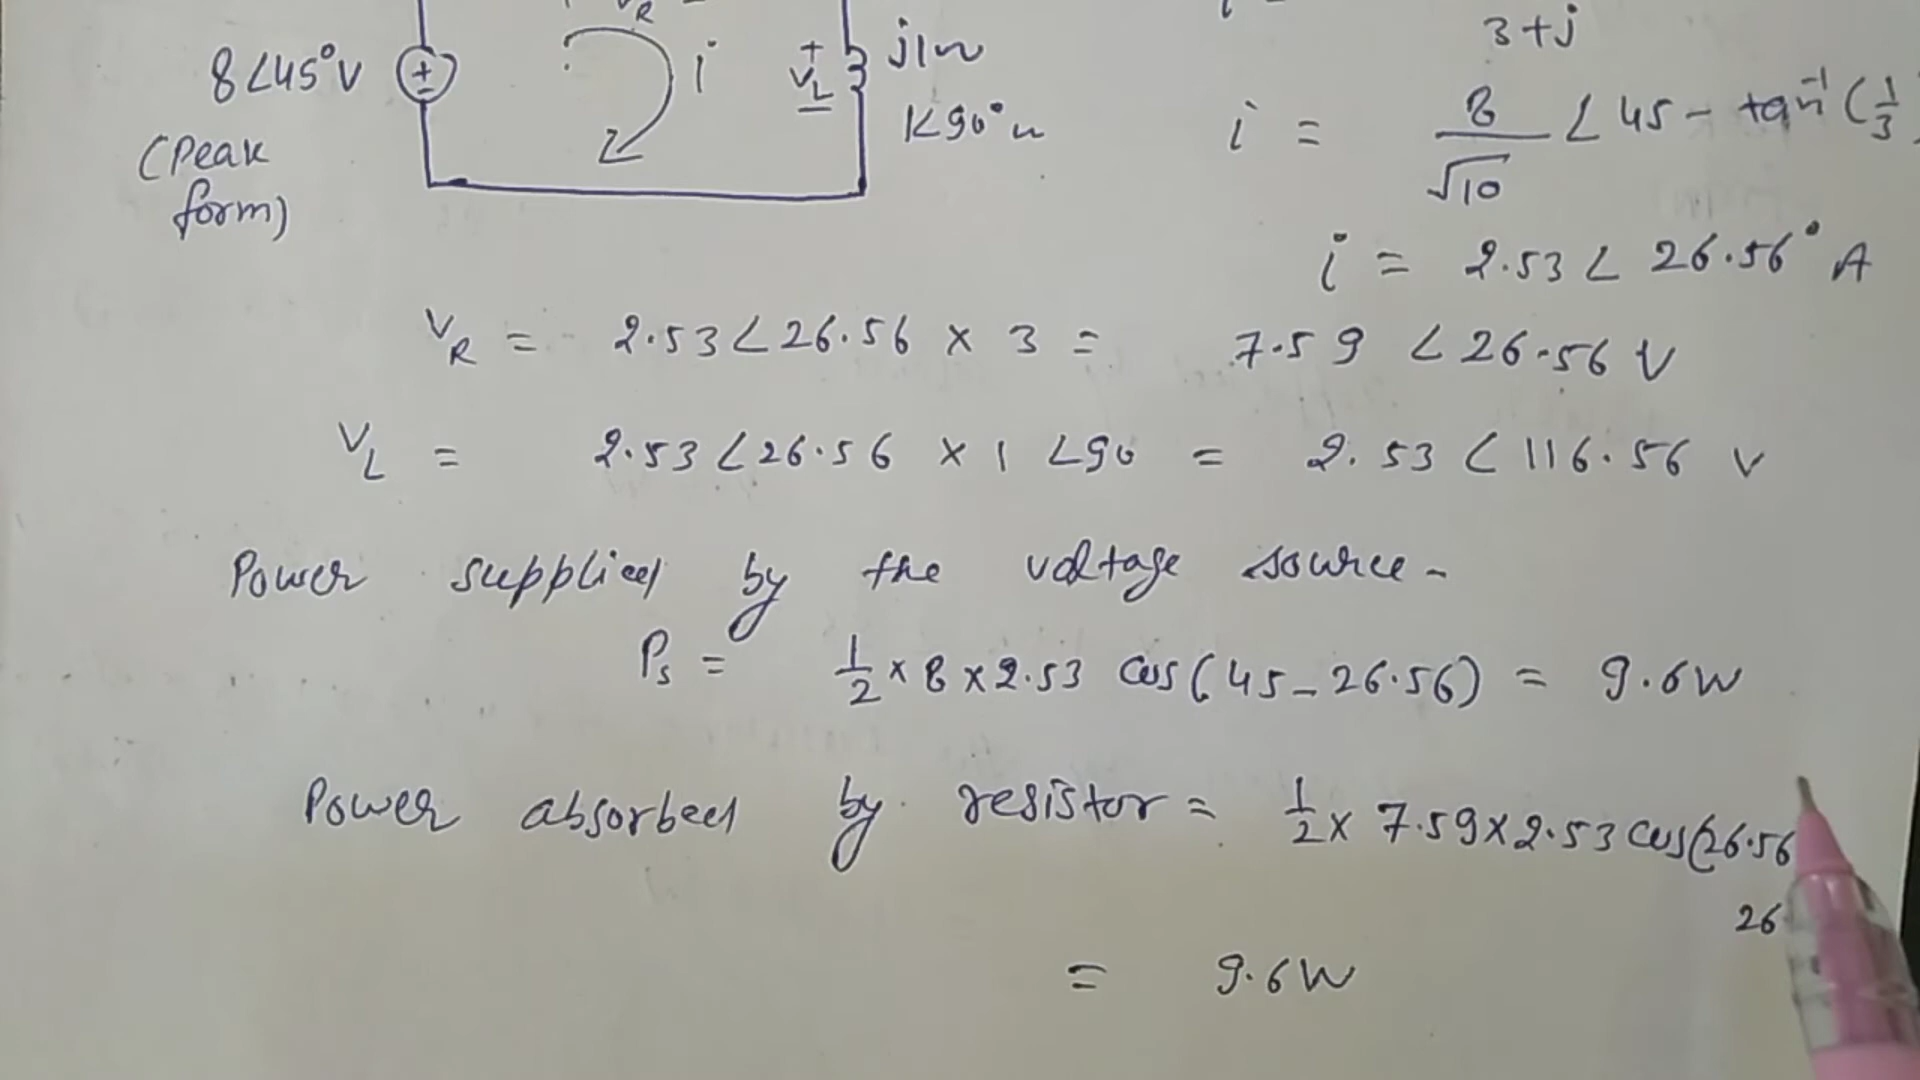 V_R
8∠45°V
(Peak
form)
+
-
i
+
V_L
-
j1Ω
1∠90°Ω
3+j
i = 8/√10 ∠45 - tan⁻¹(1/3)
i = 2.53∠26.56° A
V_R = 2.53∠26.56 × 3 = 7.59 ∠26.56 V
V_L = 2.53∠26.56 × 1∠90 = 2.53∠116.56 V
Power supplied by the voltage source-
P_s = 1/2 × 8 × 2.53 cos(45-26.56) = 9.6W
Power absorbed by resistor = 1/2 × 7.59 × 2.53 cos(26.56
26
= 9.6W